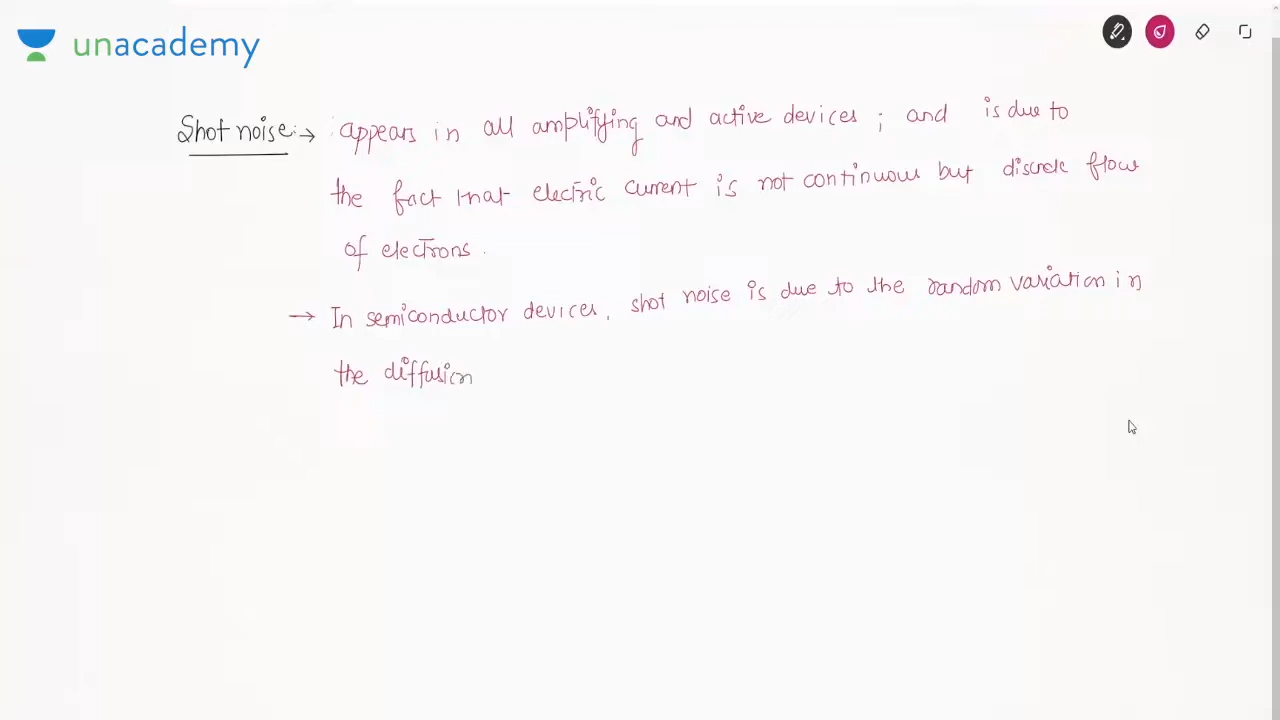 unacademy
Shot noise :→ appears in all amplifying and active devices ; and is due to
the fact that electric current is not continuous but discrete flow
of electrons.
→ In semiconductor devices, shot noise is due to the random variation in
the diffusion